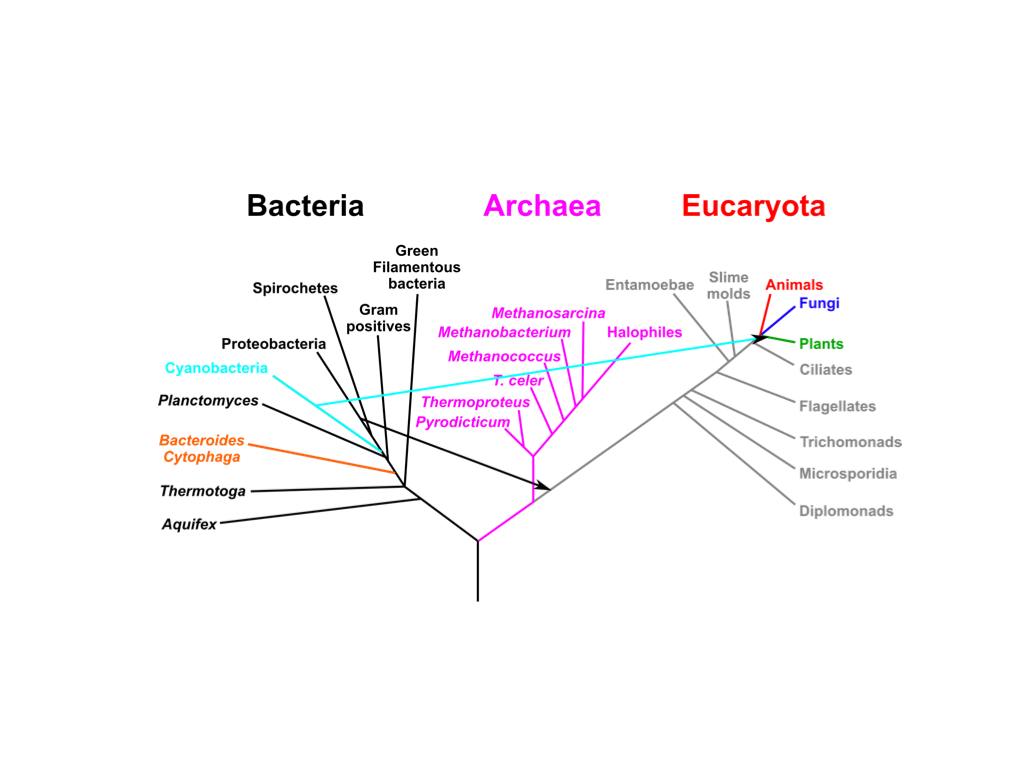 Bacteria
Archaea
Eucaryota
Green
Filamentous
bacteria
Spirochetes
Gram
positives
Proteobacteria
Cyanobacteria
Planctomyces
Bacteroides
Cytophaga
Thermotoga
Aquifex
Methanosarcina
Methanobacterium
Halophiles
Methanococcus
T. celer
Thermoproteus
Pyrodicticum
Entamoebae
Slime
molds
Animals
Fungi
Plants
Ciliates
Flagellates
Trichomonads
Microsporidia
Diplomonads